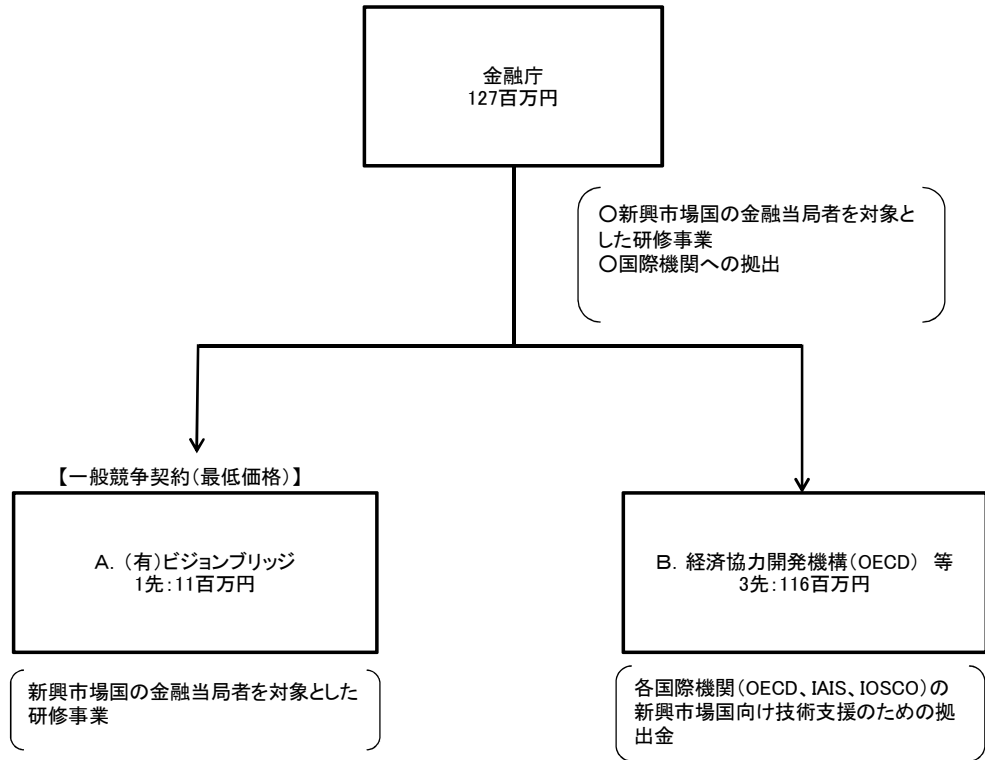 金融庁
127百万円
○新興市場国の金融当局者を対象と
した研修事業
○国際機関への拠出
【一般競争契約(最低価格)】
A.(有)ビジョンブリッジ
1先:11百万円
B.経済協力開発機構(OECD) 等
3先:116百万円
新興市場国の金融当局者を対象とした
研修事業
各国際機関(OECD、IAIS、IOSCO)の
新興市場国向け技術支援のための拠
出金